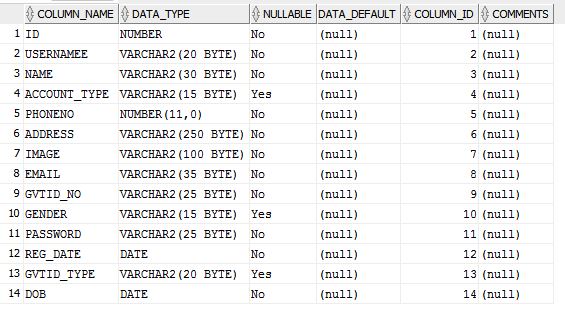 COLUMN_NAME DATA_TYPE NULLABLE DATA_DEFAULT COLUMN_ID COMMENTS
1 ID NUMBER No (null) 1 (null)
2 USERNAMEE VARCHAR2(20 BYTE) No (null) 2 (null)
3 NAME VARCHAR2(30 BYTE) No (null) 3 (null)
4 ACCOUNT_TYPE VARCHAR2(15 BYTE) Yes (null) 4 (null)
5 PHONENO NUMBER(11,0) No (null) 5 (null)
6 ADDRESS VARCHAR2(250 BYTE) No (null) 6 (null)
7 IMAGE VARCHAR2(100 BYTE) No (null) 7 (null)
8 EMAIL VARCHAR2(35 BYTE) No (null) 8 (null)
9 GVTID_NO VARCHAR2(25 BYTE) No (null) 9 (null)
10 GENDER VARCHAR2(15 BYTE) Yes (null) 10 (null)
11 PASSWORD VARCHAR2(25 BYTE) No (null) 11 (null)
12 REG_DATE DATE No (null) 12 (null)
13 GVTID_TYPE VARCHAR2(20 BYTE) Yes (null) 13 (null)
14 DOB DATE No (null) 14 (null)